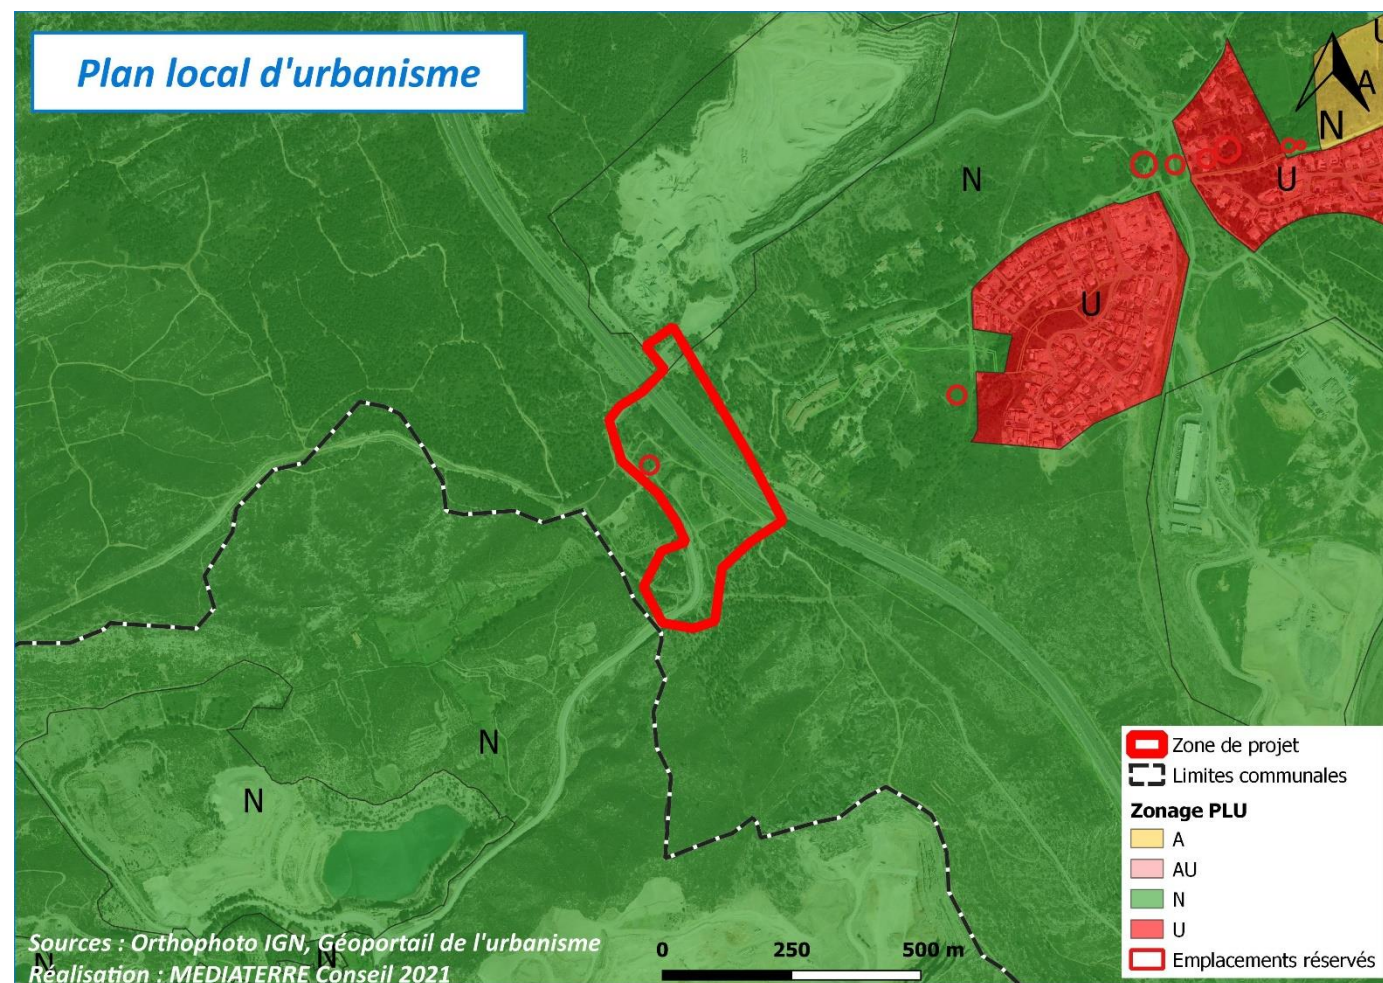 Plan local d'urbanisme
U
A
N
N
U
U
N
N
Zone de projet
Limites communales
Zonage PLU
A
AU
N
U
Emplacements réservés
0 250 500 m
Sources : Orthophoto IGN, Géoportail de l'urbanisme
N
N
Réalisation : MEDIATERRE Conseil 2021